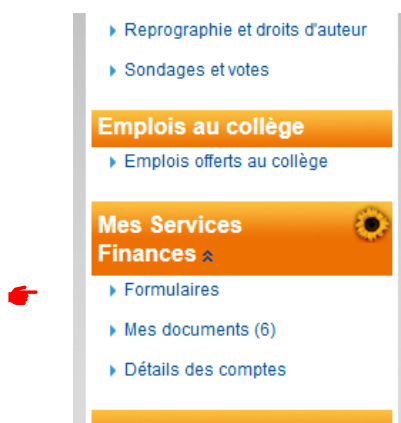 Reprographie et droits d'auteur
Sondages et votes
Emplois au collège
Emplois offerts au collège
Mes Services
Finances
Formulaires
Mes documents (6)
Détails des comptes